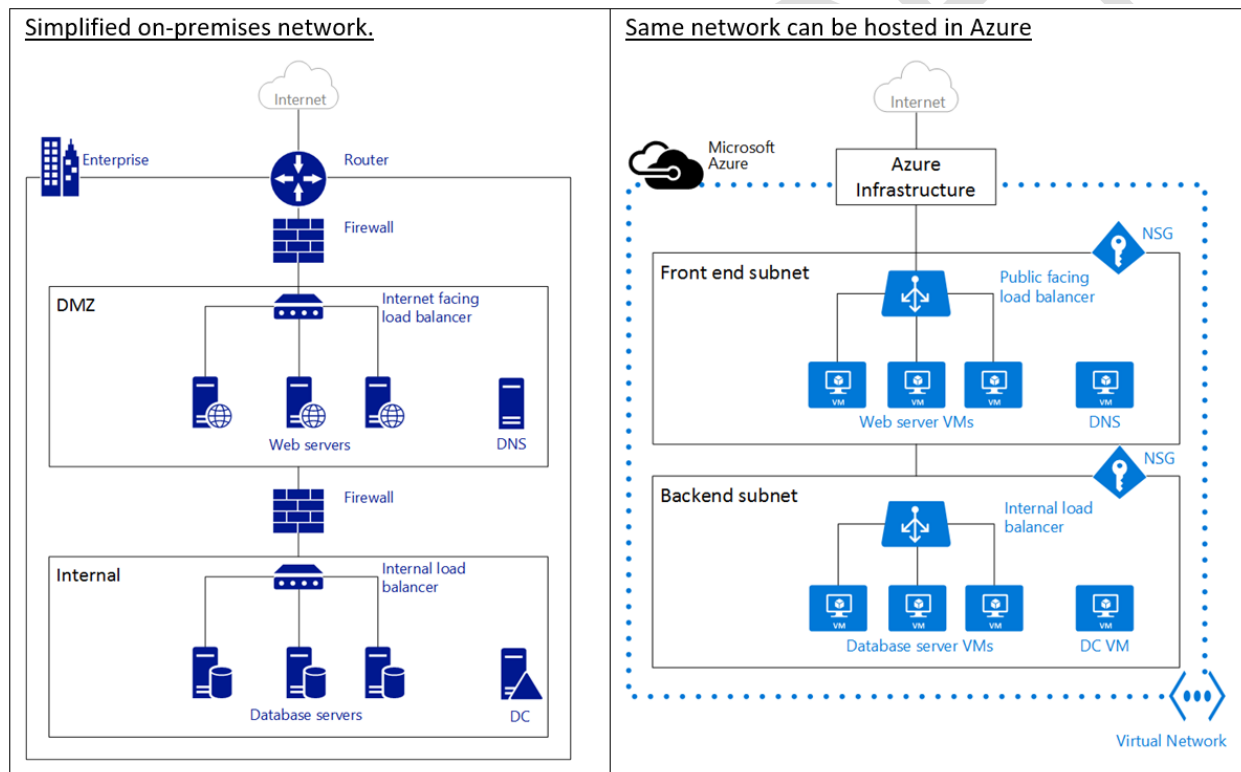 Simplified on-premises network.
Internet
Enterprise
Router
Firewall
DMZ
Internet facing
load balancer
Web servers
DNS
Firewall
Internal
Internal load
balancer
Database servers
DC
Same network can be hosted in Azure
Internet
Microsoft
Azure
Azure
Infrastructure
NSG
Front end subnet
Public facing
load balancer
VM
VM
VM
VM
Web server VMs
DNS
NSG
Backend subnet
Internal load
balancer
VM
VM
VM
VM
Database server VMs
DC VM
Virtual Network